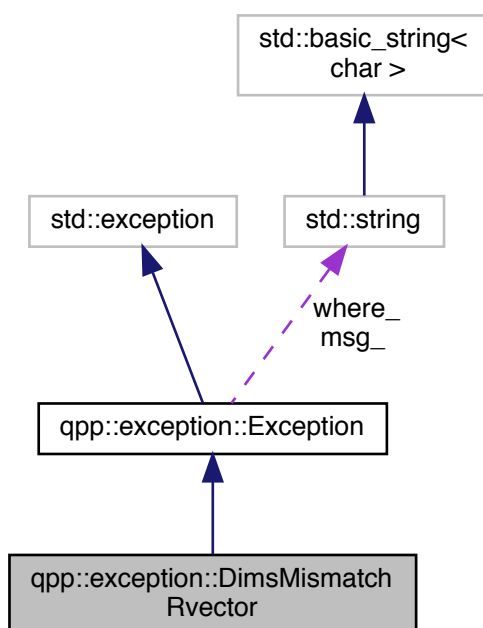 std::basic_string<
char >
std::exception
std::string
where_
msg_
qpp::exception::Exception
qpp::exception::DimsMismatch
Rvector